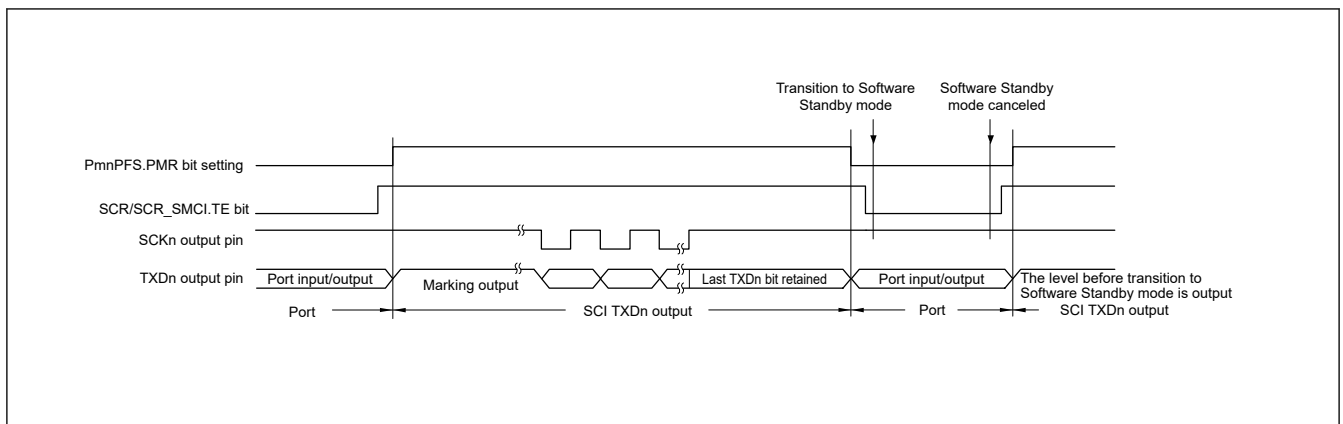 Transition to Software
Standby mode
Software Standby
mode canceled
PmnPFS.PMR bit setting
SCR/SCR_SMCI.TE bit
SCKn output pin
TXDn output pin
Port input/output
Marking output
Last TXDn bit retained
Port input/output
The level before transition to
Software Standby mode is output
Port
SCI TXDn output
Port
SCI TXDn output